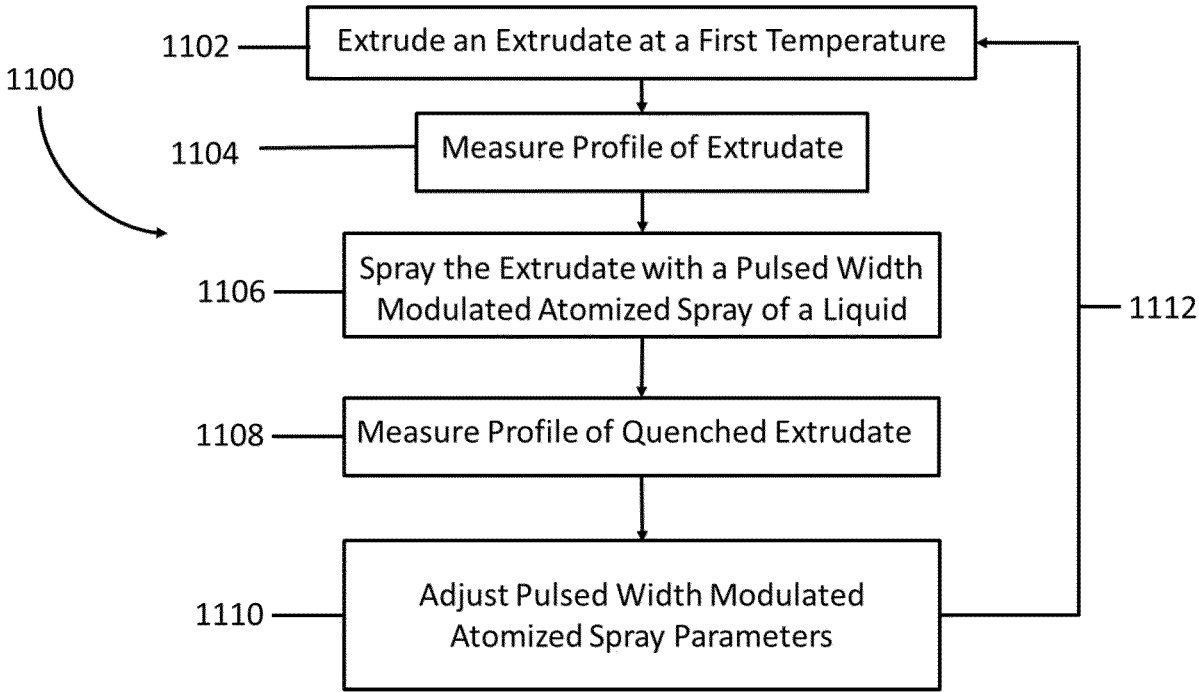 1102
Extrude an Extrudate at a First Temperature
1100
1104
Measure Profile of Extrudate
1106
Spray the Extrudate with a Pulsed Width
Modulated Atomized Spray of a Liquid
1112
1108
Measure Profile of Quenched Extrudate
1110
Adjust Pulsed Width Modulated
Atomized Spray Parameters